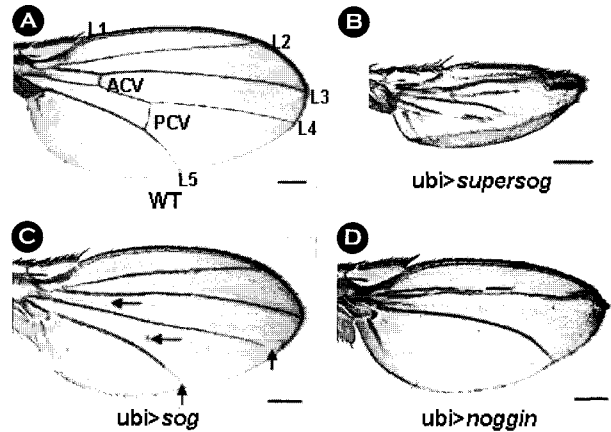 A
L1
L2
ACV
L3
L4
PCV
L5
WT
B
ubi>supersog
C
ubi>sog
D
ubi>noggin